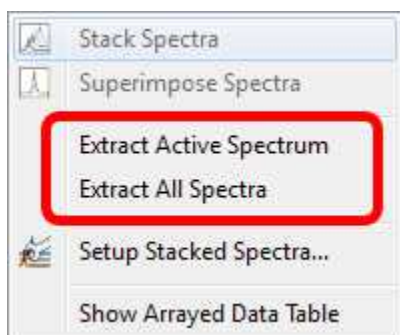 Stack Spectra
Superimpose Spectra
Extract Active Spectrum
Extract All Spectra
Setup Stacked Spectra...
Show Arrayed Data Table